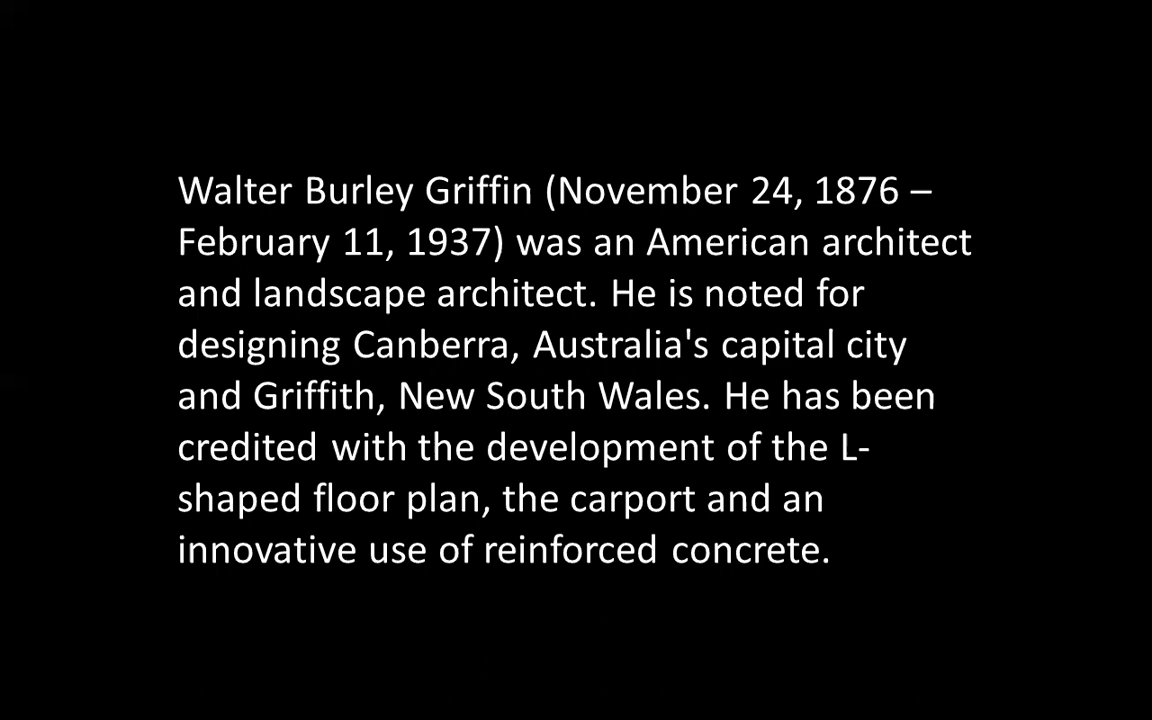 Walter Burley Griffin (November 24, 1876 –
February 11, 1937) was an American architect
and landscape architect. He is noted for
designing Canberra, Australia's capital city
and Griffith, New South Wales. He has been
credited with the development of the L-
shaped floor plan, the carport and an
innovative use of reinforced concrete.